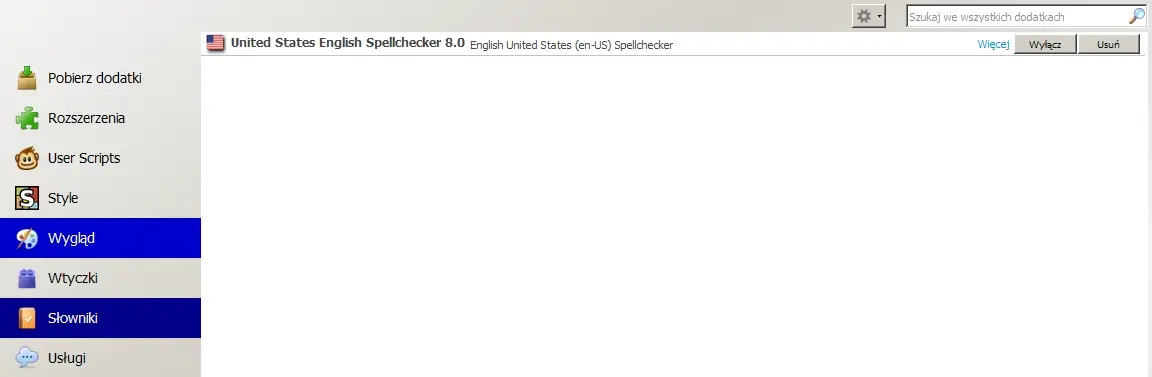 Szukaj we wszystkich dodatkach
United States English Spellchecker 8.0 English United States (en-US) Spellchecker Więcej Wyłącz Usuń
Pobierz dodatki
Rozszerzenia
User Scripts
Style
Wygląd
Wtyczki
Słowniki
Usługi